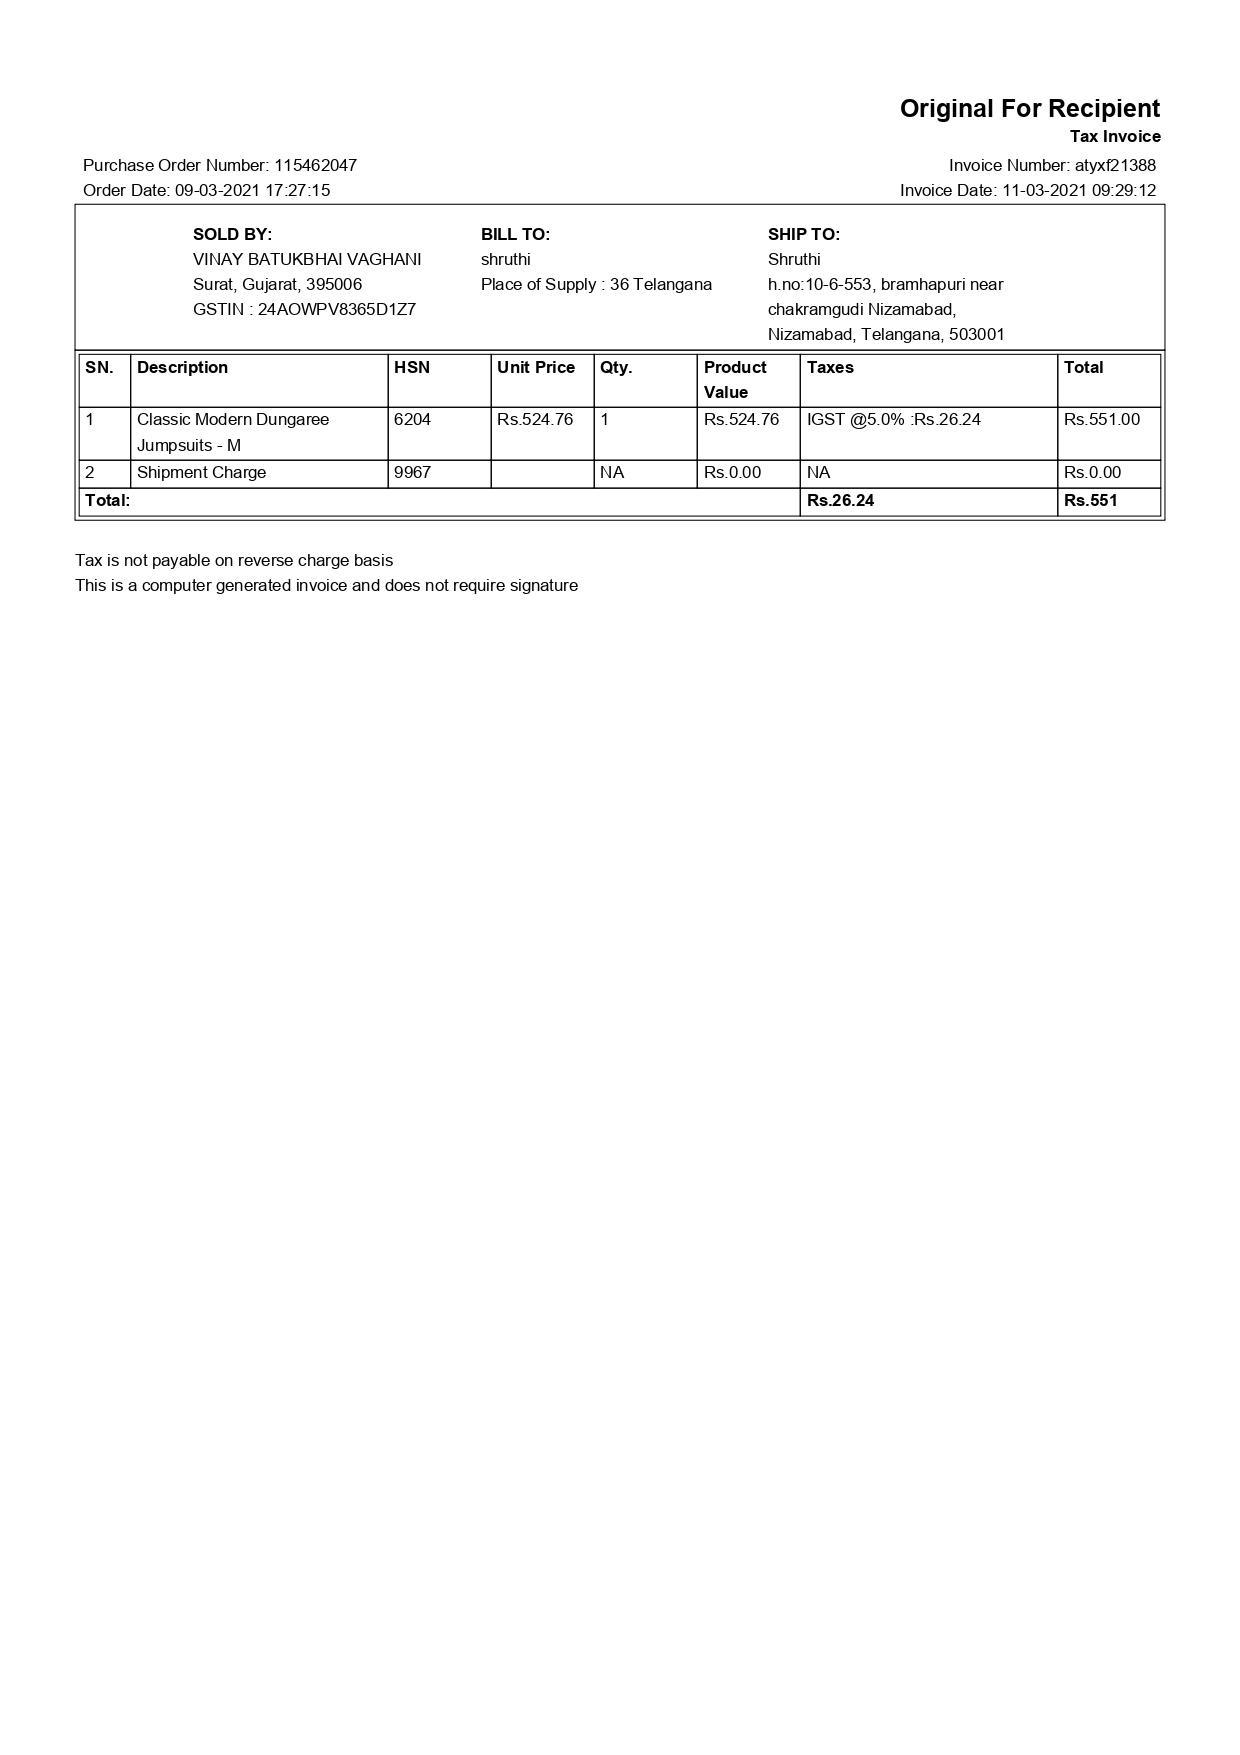 Original For Recipient
Tax Invoice
Purchase Order Number: 115462047
Invoice Number: atyxf21388
Order Date: 09-03-2021 17:27:15
Invoice Date: 11-03-2021 09:29:12
SOLD BY:
VINAY BATUKBHAI VAGHANI
Surat, Gujarat, 395006
GSTIN : 24AOWPV8365D1Z7
BILL TO:
shruthi
Place of Supply : 36 Telangana
SHIP TO:
Shruthi
h.no:10-6-553, bramhapuri near
chakramgudi Nizamabad,
Nizamabad, Telangana, 503001
SN. Description HSN Unit Price Qty. Product Value Taxes Total
1 Classic Modern Dungaree Jumpsuits - M 6204 Rs.524.76 1 Rs.524.76 IGST @5.0% :Rs.26.24 Rs.551.00
2 Shipment Charge 9967 NA Rs.0.00 NA Rs.0.00
Total: Rs.26.24 Rs.551
Tax is not payable on reverse charge basis
This is a computer generated invoice and does not require signature